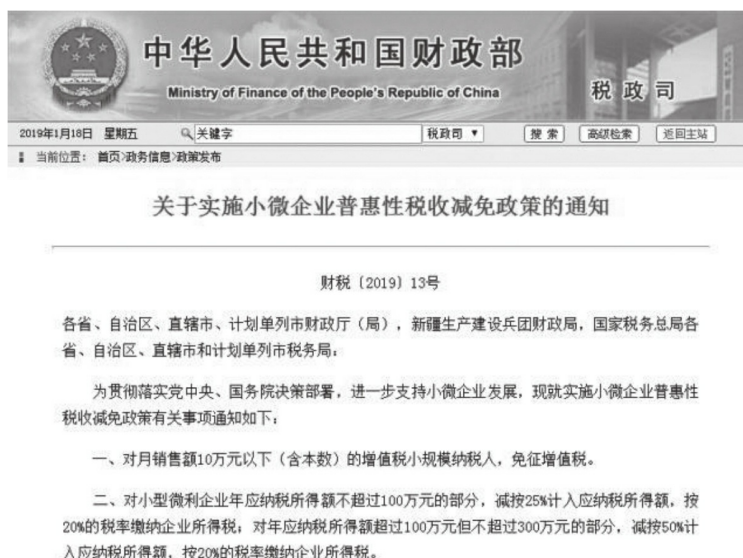 中华人民共和国财政部
Ministry of Finance of the People's Republic of China
税政司
2019年1月18日 星期五 关键字 税政司 ▼ 搜索 高级检索 返回主站
当前位置： 首页>政务信息>政策发布
关于实施小微企业普惠性税收减免政策的通知
财税〔2019〕13号
各省、自治区、直辖市、计划单列市财政厅（局），新疆生产建设兵团财政局，国家税务总局各
省、自治区、直辖市和计划单列市税务局：
为贯彻落实党中央、国务院决策部署，进一步支持小微企业发展，现就实施小微企业普惠性
税收减免政策有关事项通知如下：
一、对月销售额10万元以下（含本数）的增值税小规模纳税人，免征增值税。
二、对小型微利企业年应纳税所得额不超过100万元的部分，减按25%计入应纳税所得额，按
20%的税率缴纳企业所得税；对年应纳税所得额超过100万元但不超过300万元的部分，减按50%计
入应纳税所得额，按20%的税率缴纳企业所得税。